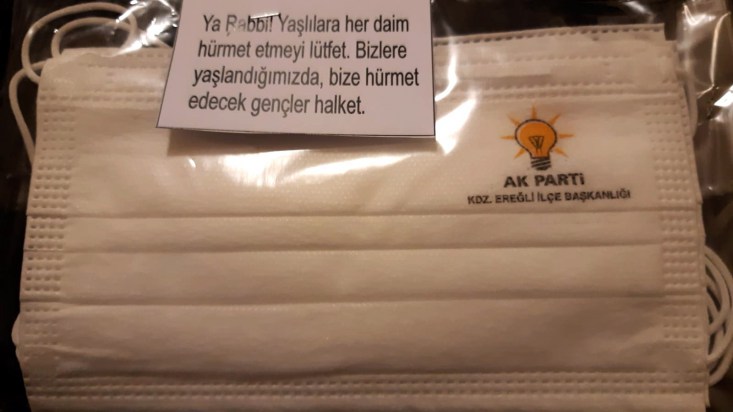 Ya Rabbi! Yaşlılara her daim
hürmet etmeyi lütfet. Bizlere
yaşlandığımızda, bize hürmet
edecek gençler halket.
AK PARTİ
KDZ. EREĞLİ İLÇE BAŞKANLIĞI